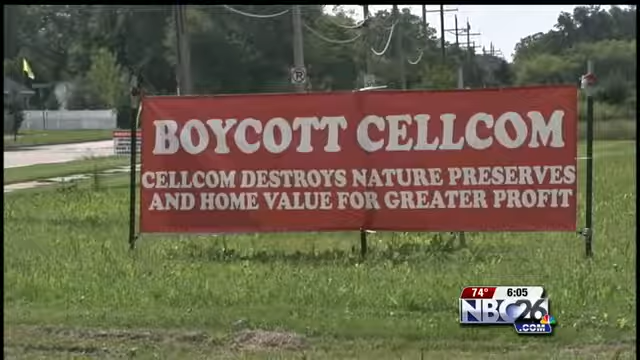 BOYCOTT CELLCOM
CELLCOM DESTROYS NATURE PRESERVES
AND HOME VALUE FOR GREATER PROFIT
74° 6:05
NBC26
.COM